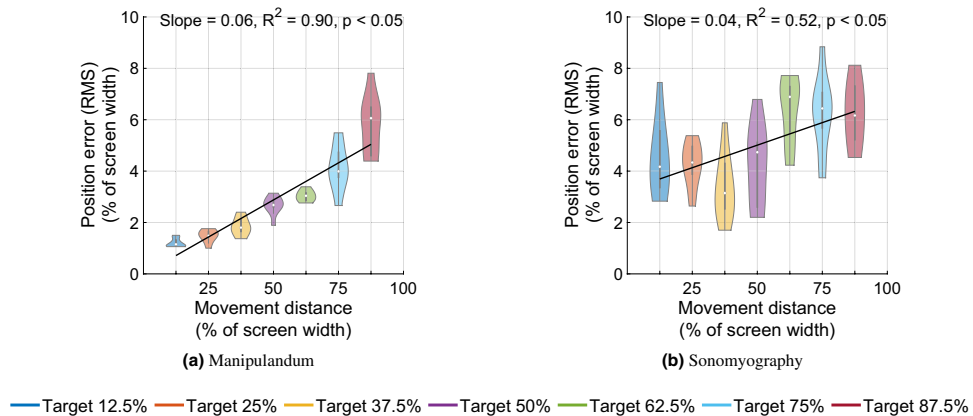 Slope = 0.06, R² = 0.90, p < 0.05
10
8
6
4
2
0
Position error (RMS)
(% of screen width)
25 50 75 100
Movement distance
(% of screen width)
(a) Manipulandum
Slope = 0.04, R² = 0.52, p < 0.05
10
8
6
4
2
0
Position error (RMS)
(% of screen width)
25 50 75 100
Movement distance
(% of screen width)
(b) Sonomyography
Target 12.5% Target 25% Target 37.5% Target 50% Target 62.5% Target 75% Target 87.5%